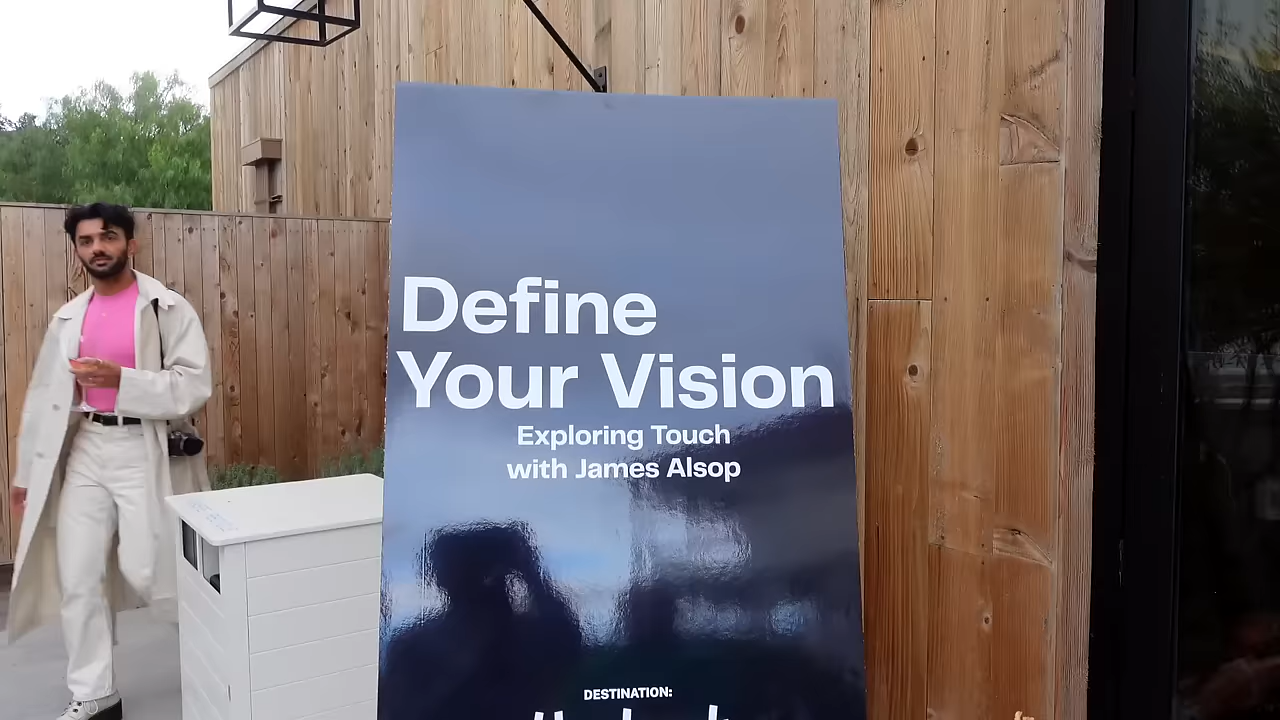 Define
Your Vision
Exploring Touch
with James Alsop
DESTINATION: